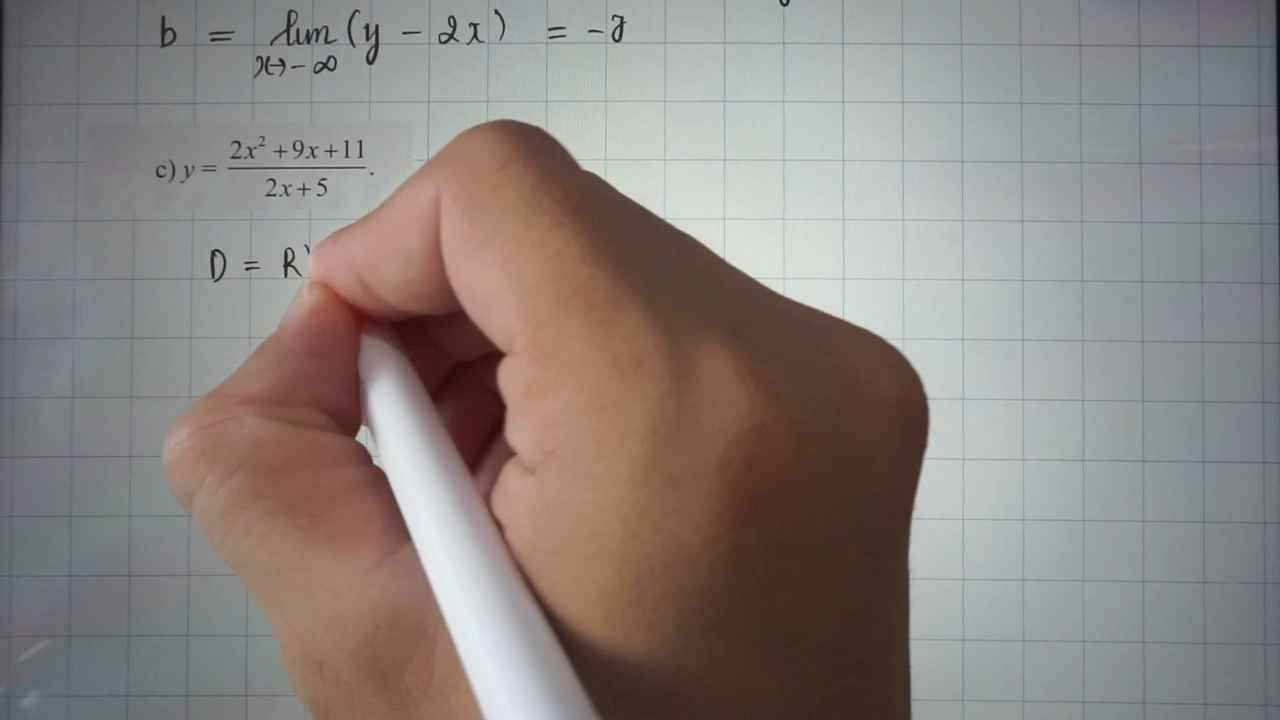 b = lim (y - 2x) = -7
x→-∞
c) y = 2x² + 9x + 11
2x + 5 .
D = R\